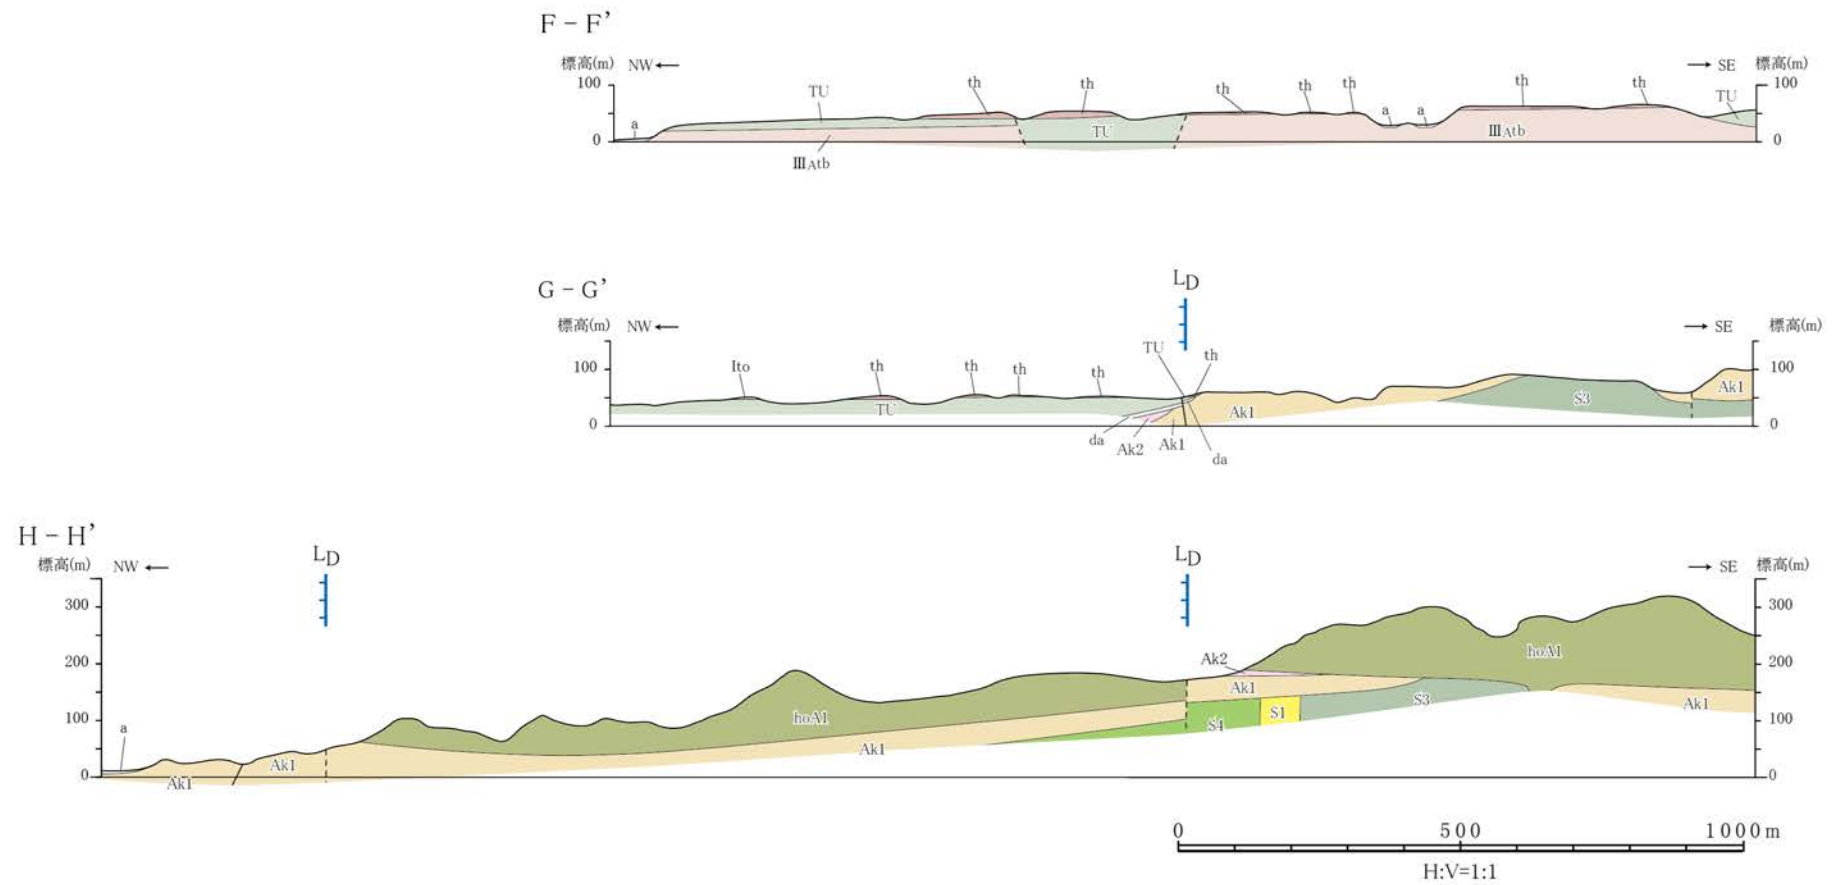 F－F’
標高(m) NW← →SE 標高(m)
100 TU th th th th th th th TU 100
a a a
0 TU ⅢAtb 0
ⅢAtb
LD
G－G’
標高(m) NW← →SE 標高(m)
TU th
100 Ito th th th th 100
TU Ak1 S3 Ak1
0 0
da Ak2 Ak1 da
H－H’
LD LD
標高(m) NW← →SE 標高(m)
300 300
200 Ak2 hoA1 200
Ak1 S3
100 a hoA1 S4 S1 Ak1 100
Ak1
Ak1
0 Ak1 0
0 500 1000m
H:V=1:1